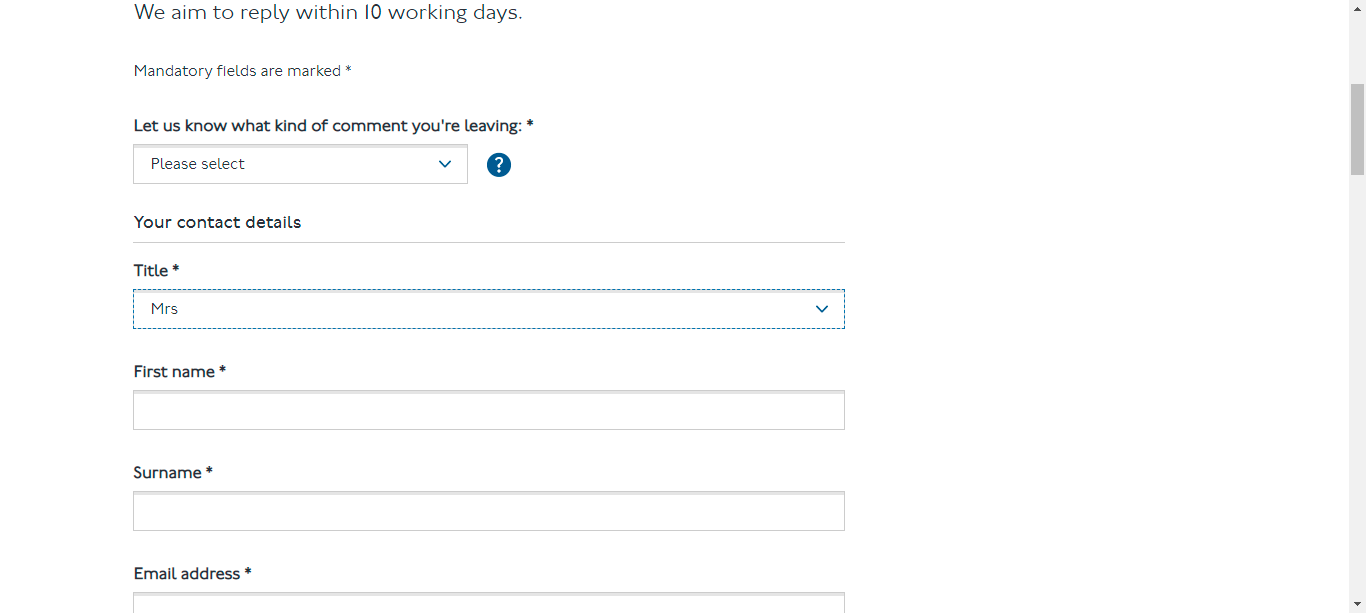 We aim to reply within 10 working days.
Mandatory fields are marked *
Let us know what kind of comment you're leaving: *
Please select
?
Your contact details
Title *
Mrs
First name *
Surname *
Email address *